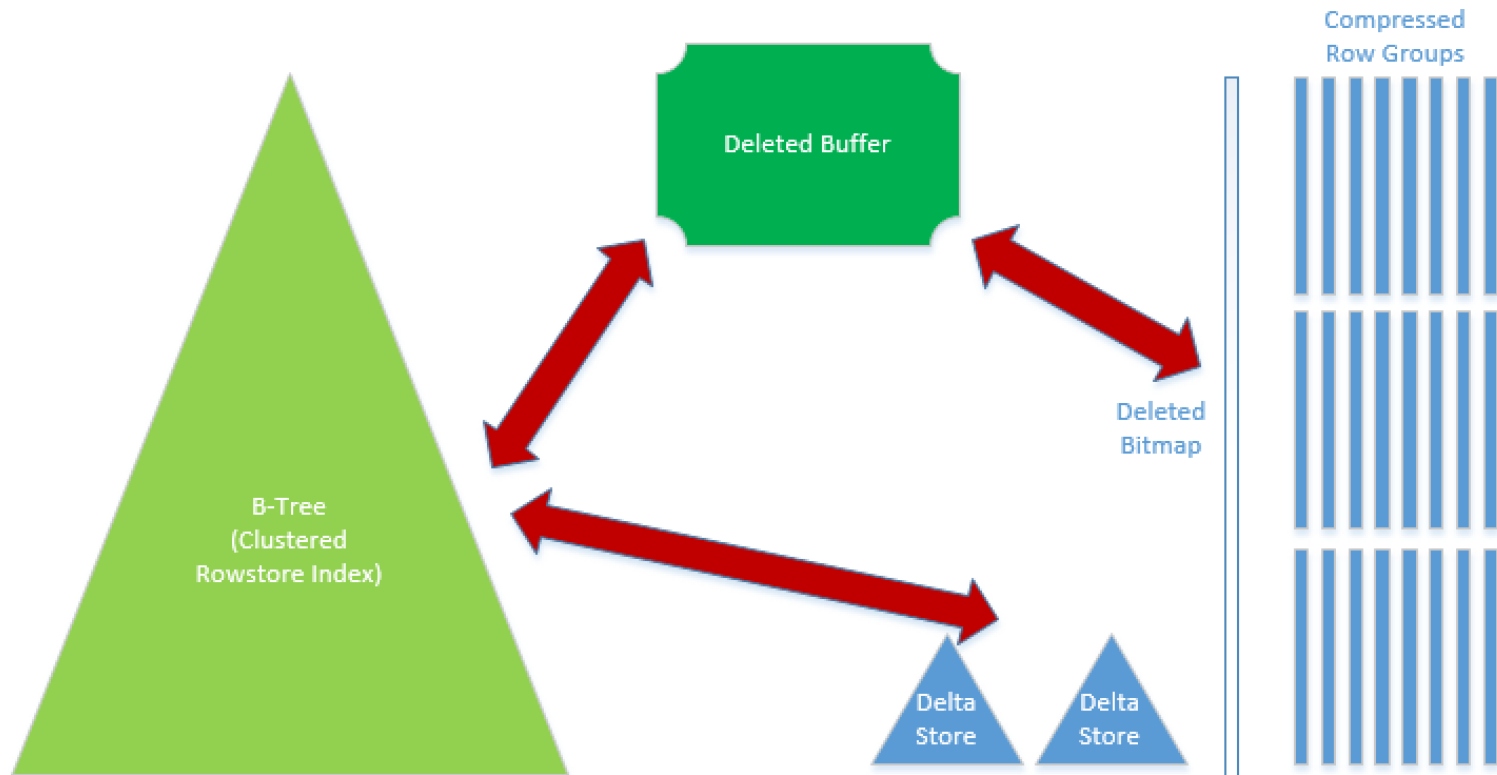 Compressed
Row Groups
Deleted Buffer
Deleted
Bitmap
B-Tree
(Clustered
Rowstore Index)
Delta
Store
Delta
Store